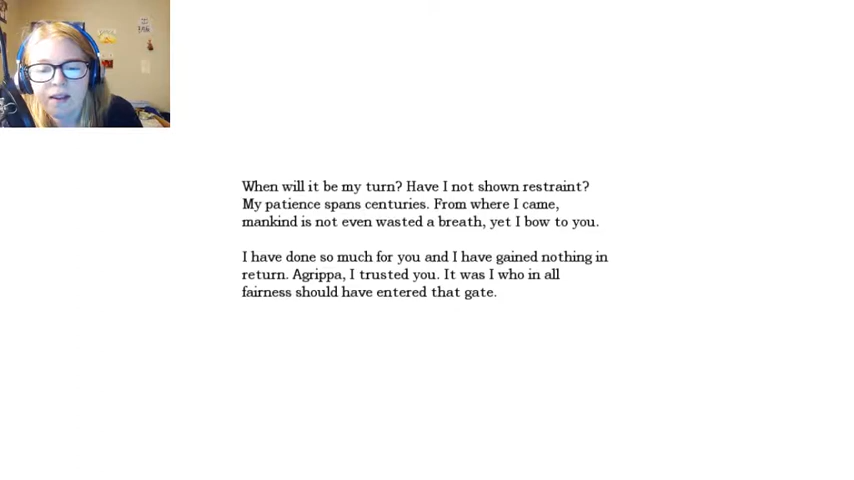 When will it be my turn? Have I not shown restraint?
My patience spans centuries. From where I came,
mankind is not even wasted a breath, yet I bow to you.
I have done so much for you and I have gained nothing in
return. Agrippa, I trusted you. It was I who in all
fairness should have entered that gate.